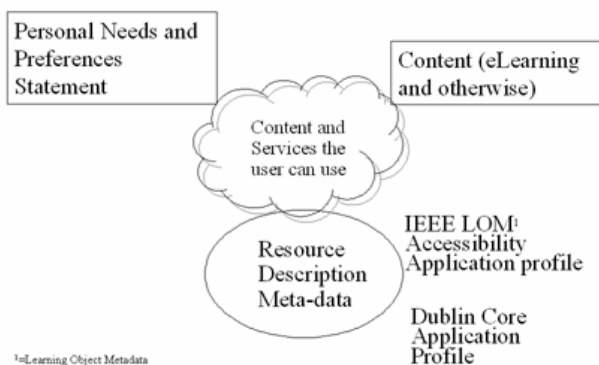 Personal Needs and
Preferences
Statement
Content (eLearning
and otherwise)
Content and
Services the
user can use
Resource
Description
Meta-data
IEEE LOM¹
Accessibility
Application profile
Dublin Core
Application
Profile
¹=Learning Object Metadata